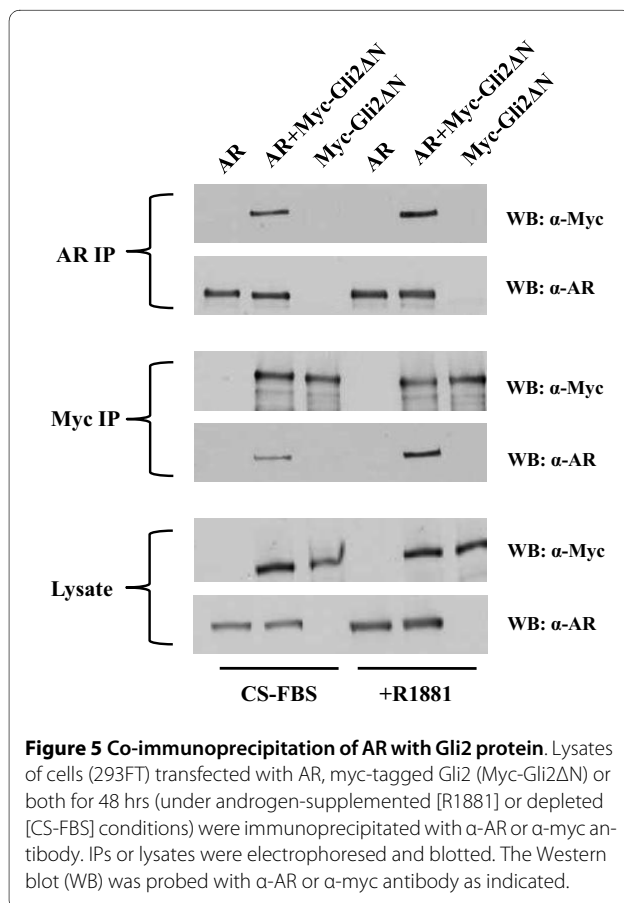 AR
AR+Myc-Gli2ΔN
Myc-Gli2ΔN
AR
AR+Myc-Gli2ΔN
Myc-Gli2ΔN
AR IP
WB: α-Myc
WB: α-AR
Myc IP
WB: α-Myc
WB: α-AR
Lysate
WB: α-Myc
WB: α-AR
CS-FBS
+R1881
Figure 5 Co-immunoprecipitation of AR with Gli2 protein. Lysates
of cells (293FT) transfected with AR, myc-tagged Gli2 (Myc-Gli2ΔN) or
both for 48 hrs (under androgen-supplemented [R1881] or depleted
[CS-FBS] conditions) were immunoprecipitated with α-AR or α-myc an-
tibody. IPs or lysates were electrophoresed and blotted. The Western
blot (WB) was probed with α-AR or α-myc antibody as indicated.